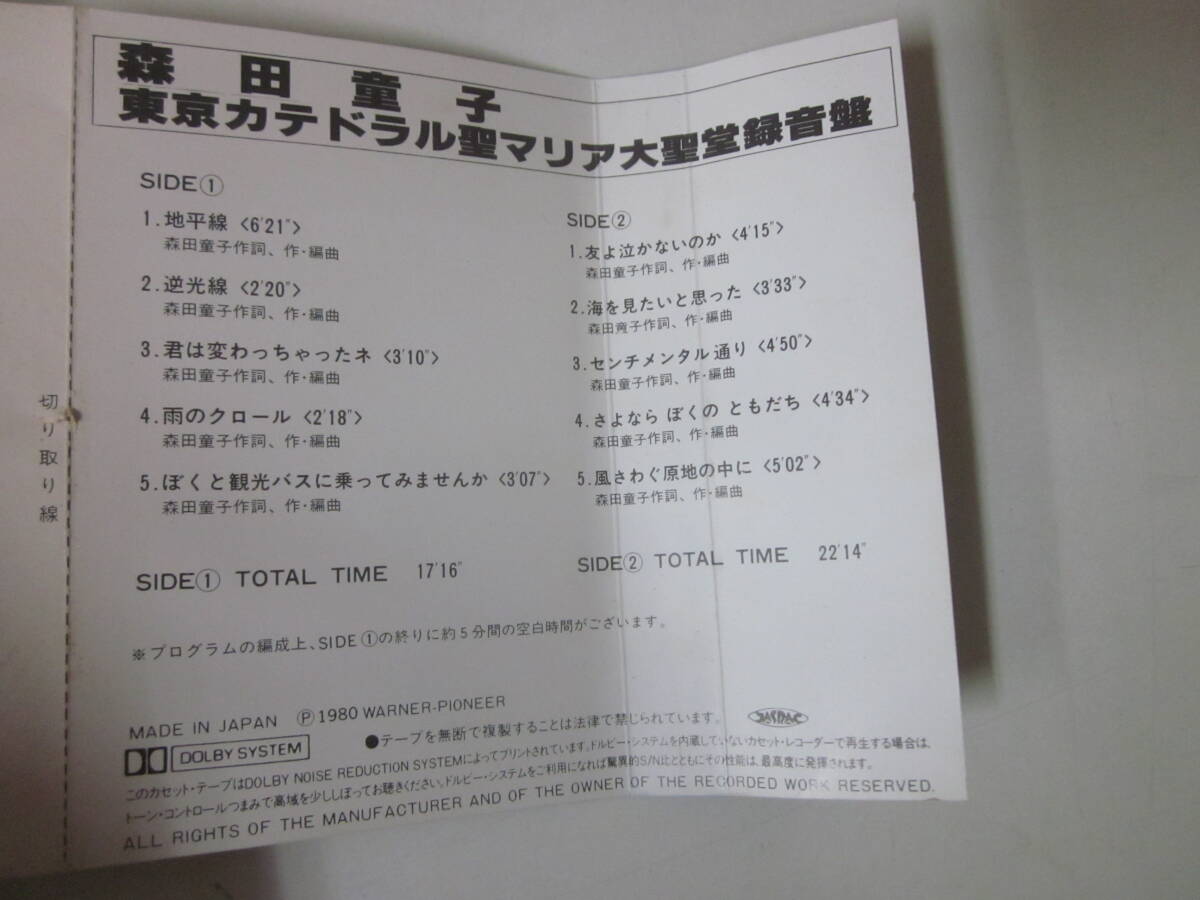 森田童子
東京カテドラル聖マリア大聖堂録音盤
SIDE①
1.地平線 〈6'21"〉
森田童子作詞、作・編曲
2.逆光線 〈2'20"〉
森田童子作詞、作・編曲
3.君は変わっちゃったネ 〈3'10"〉
森田童子作詞、作・編曲
4.雨のクロール 〈2'18"〉
森田童子作詞、作・編曲
5.ぼくと観光バスに乗ってみませんか 〈3'07"〉
森田童子作詞、作・編曲
SIDE① TOTAL TIME 17'16"
SIDE②
1.友よ泣かないのか 〈4'15"〉
森田童子作詞、作・編曲
2.海を見たいと思った 〈3'33"〉
森田童子作詞、作・編曲
3.センチメンタル通り 〈4'50"〉
森田童子作詞、作・編曲
4.さよなら ぼくの ともだち 〈4'34"〉
森田童子作詞、作・編曲
5.風さわぐ原地の中に 〈5'02"〉
森田童子作詞、作・編曲
SIDE② TOTAL TIME 22'14"
※プログラムの編成上、SIDE①の終りに約5分間の空白時間がございます。
MADE IN JAPAN Ⓟ1980 WARNER-PIONEER
●テープを無断で複製することは法律で禁じられています。
JASRAC
DOLBY SYSTEM
このカセット・テープはDOLBY NOISE REDUCTION SYSTEMによってプリントされています。ドルビー・システムを内蔵していないカセット・レコーダーで再生する場合は、
トーン・コントロールつまみで高域を少ししぼってお聴きください。ドルビー・システムをご利用になれば驚異的S/N比とともにその性能は、最高度に発揮されます。
ALL RIGHTS OF THE MANUFACTURER AND OF THE OWNER OF THE RECORDED WORK RESERVED.
切り取り線